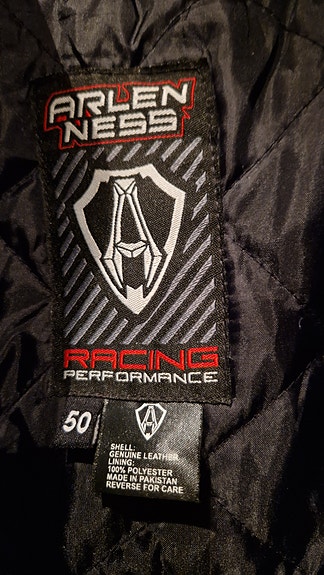 ARLEN
NESS
RACING
PERFORMANCE
50
SHELL:
GENUINE LEATHER
LINING:
100% POLYESTER
MADE IN PAKISTAN
REVERSE FOR CARE